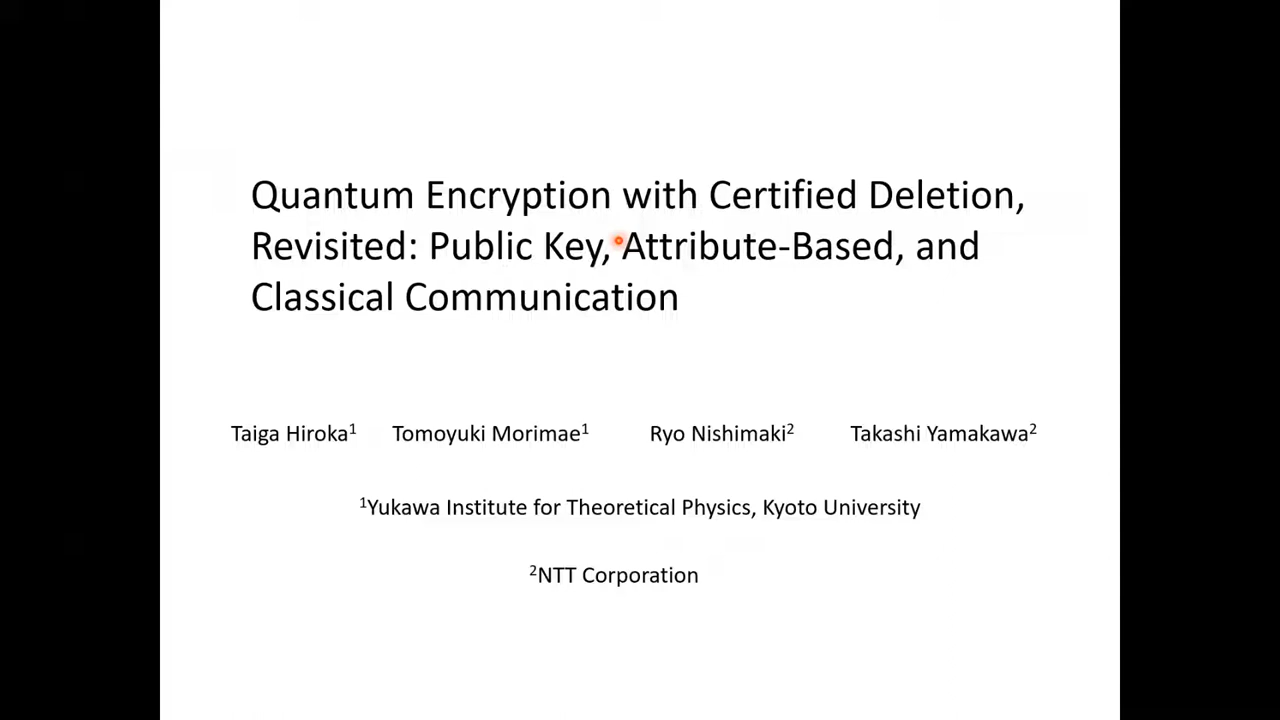 Quantum Encryption with Certified Deletion,
Revisited: Public Key, Attribute-Based, and
Classical Communication
Taiga Hiroka¹ Tomoyuki Morimae¹ Ryo Nishimaki² Takashi Yamakawa²
¹Yukawa Institute for Theoretical Physics, Kyoto University
²NTT Corporation